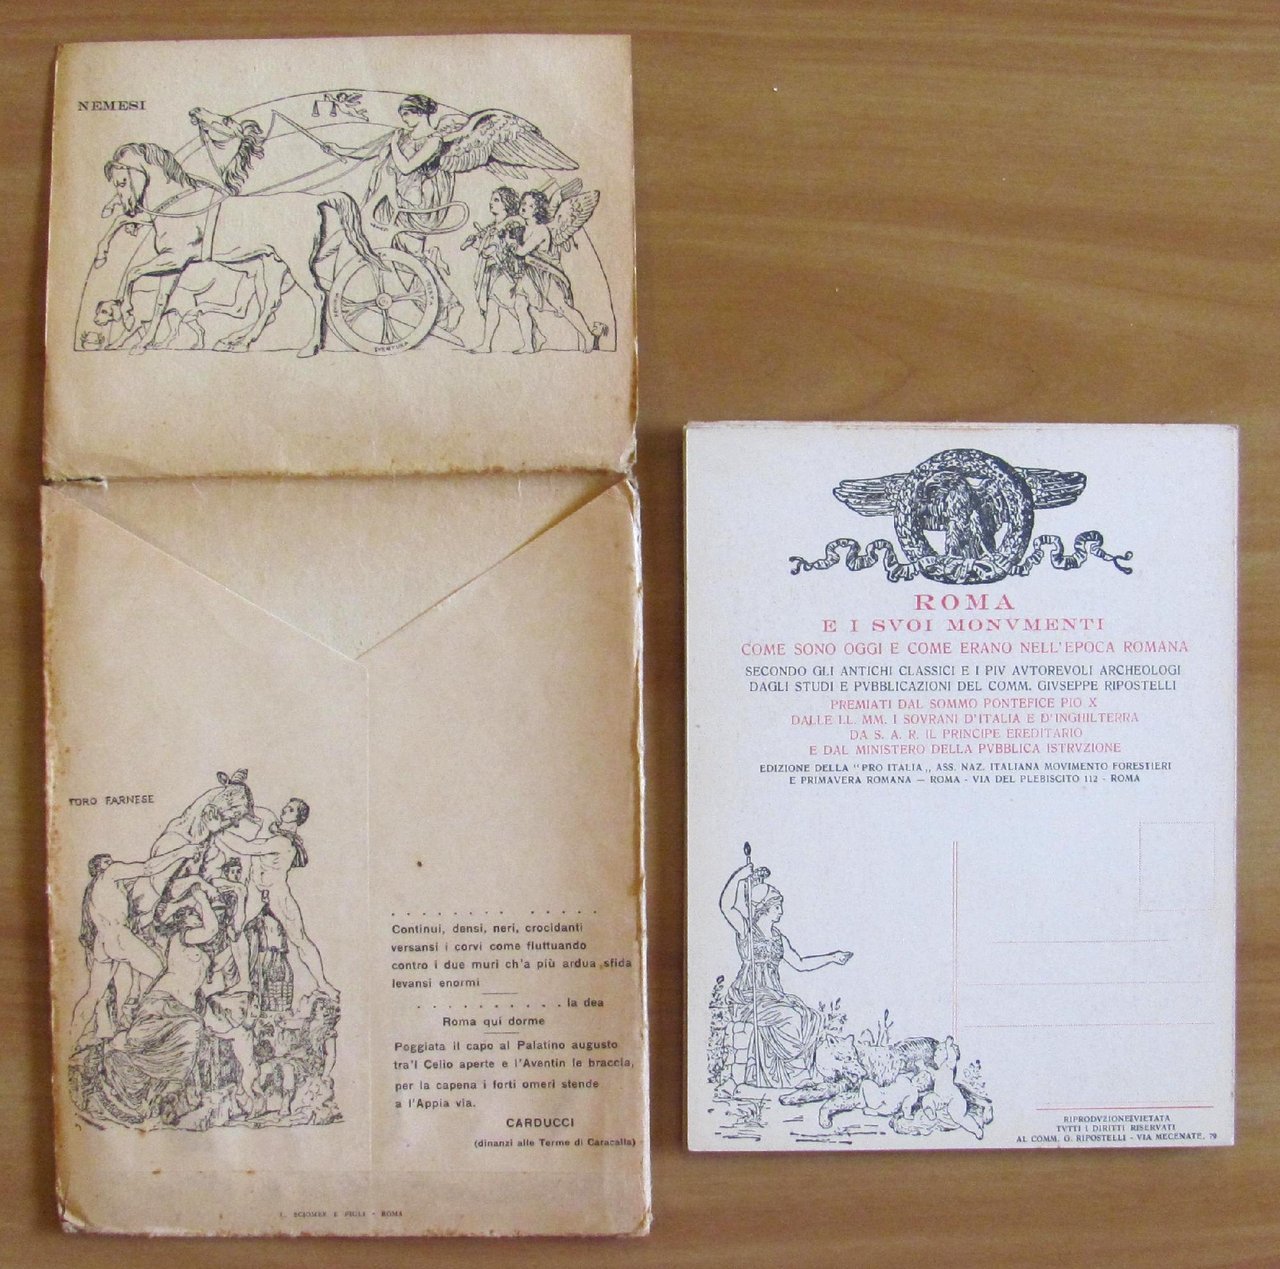 NEMESI
TORO FARNESE
Continui, densi, neri, crocidanti
versansi i corvi come fluttuando
contro i due muri ch'a più ardua sfida
levansi enormi
. . . . . . . . . . la dea
Roma qui dorme
Poggiata il capo al Palatino augusto
tra'l Celio aperte e l'Aventin le braccia,
per la capena i forti omeri stende
a l'Appia via.
CARDUCCI
(dinanzi alle Terme di Caracalla)
E FIGLI - ROMA
ROMA
E I SVOI MONVMENTI
COME SONO OGGI E COME ERANO NELL'EPOCA ROMANA
SECONDO GLI ANTICHI CLASSICI E I PIV AVTOREVOLI ARCHEOLOGI
DAGLI STUDI E PVBBLICAZIONI DEL COMM. GIVSEPPE RIPOSTELLI
PREMIATI DAL SOMMO PONTEFICE PIO X
DALLE LL. MM. I SOVRANI D'ITALIA E D'INGHILTERRA
DA S. A. R. IL PRINCIPE EREDITARIO
E DAL MINISTERO DELLA PVBBLICA ISTRVZIONE
EDIZIONE DELLA "PRO ITALIA,, ASS. NAZ. ITALIANA MOVIMENTO FORESTIERI
E PRIMAVERA ROMANA — ROMA - VIA DEL PLEBISCITO 112 - ROMA
RIPRODVZIONE VIETATA
TVTTI I DIRITTI RISERVATI
AL COMM. G. RIPOSTELLI - VIA MECENATE, 79